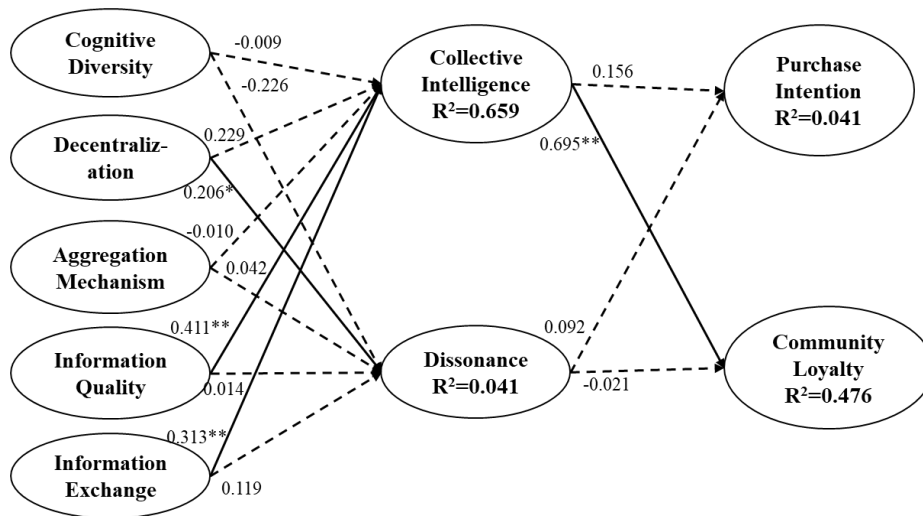 Cognitive
Diversity
-0.009
-0.226
Collective
Intelligence
R²=0.659
0.156
0.695**
Purchase
Intention
R²=0.041
Decentraliz-
ation
0.229
0.206*
Aggregation
Mechanism
-0.010
0.042
Information
Quality
0.411**
0.014
Dissonance
R²=0.041
0.092
-0.021
Community
Loyalty
R²=0.476
Information
Exchange
0.313**
0.119